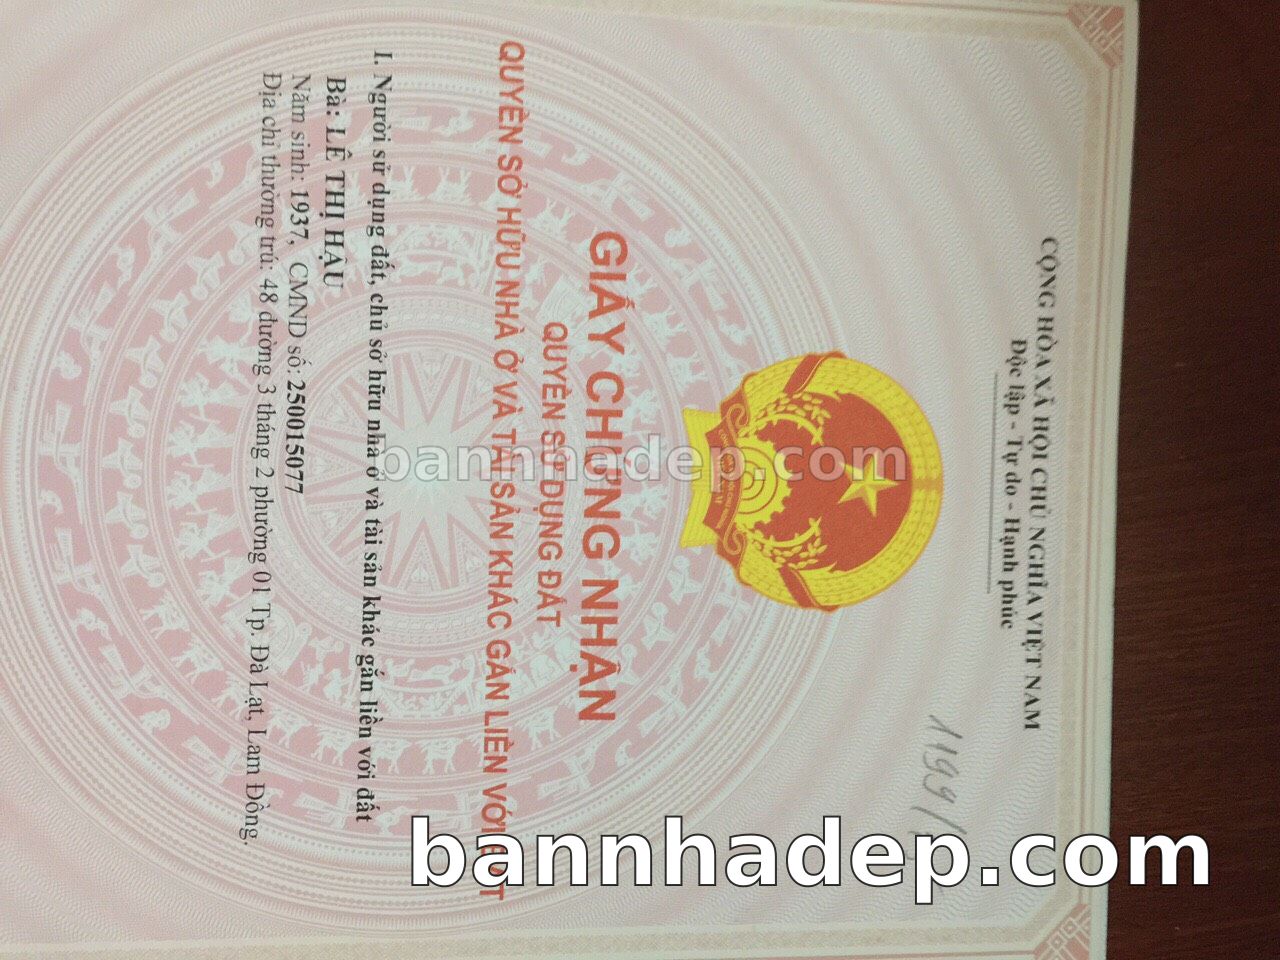 CỘNG HÒA XÃ HỘI CHỦ NGHĨA VIỆT NAM
Độc lập - Tự do - Hạnh phúc
1199/
GIẤY CHỨNG NHẬN
QUYỀN SỬ DỤNG ĐẤT
QUYỀN SỞ HỮU NHÀ Ở VÀ TÀI SẢN KHÁC GẮN LIỀN VỚI ĐẤT
I. Người sử dụng đất, chủ sở hữu nhà ở và tài sản khác gắn liền với đất
Bà: LÊ THỊ HẬU
Năm sinh: 1937, CMND số: 250015077
Địa chỉ thường trú: 48 đường 3 tháng 2 phường 01 Tp. Đà Lạt, Lam Đồng.
bannhadep.com
bannhadep.com